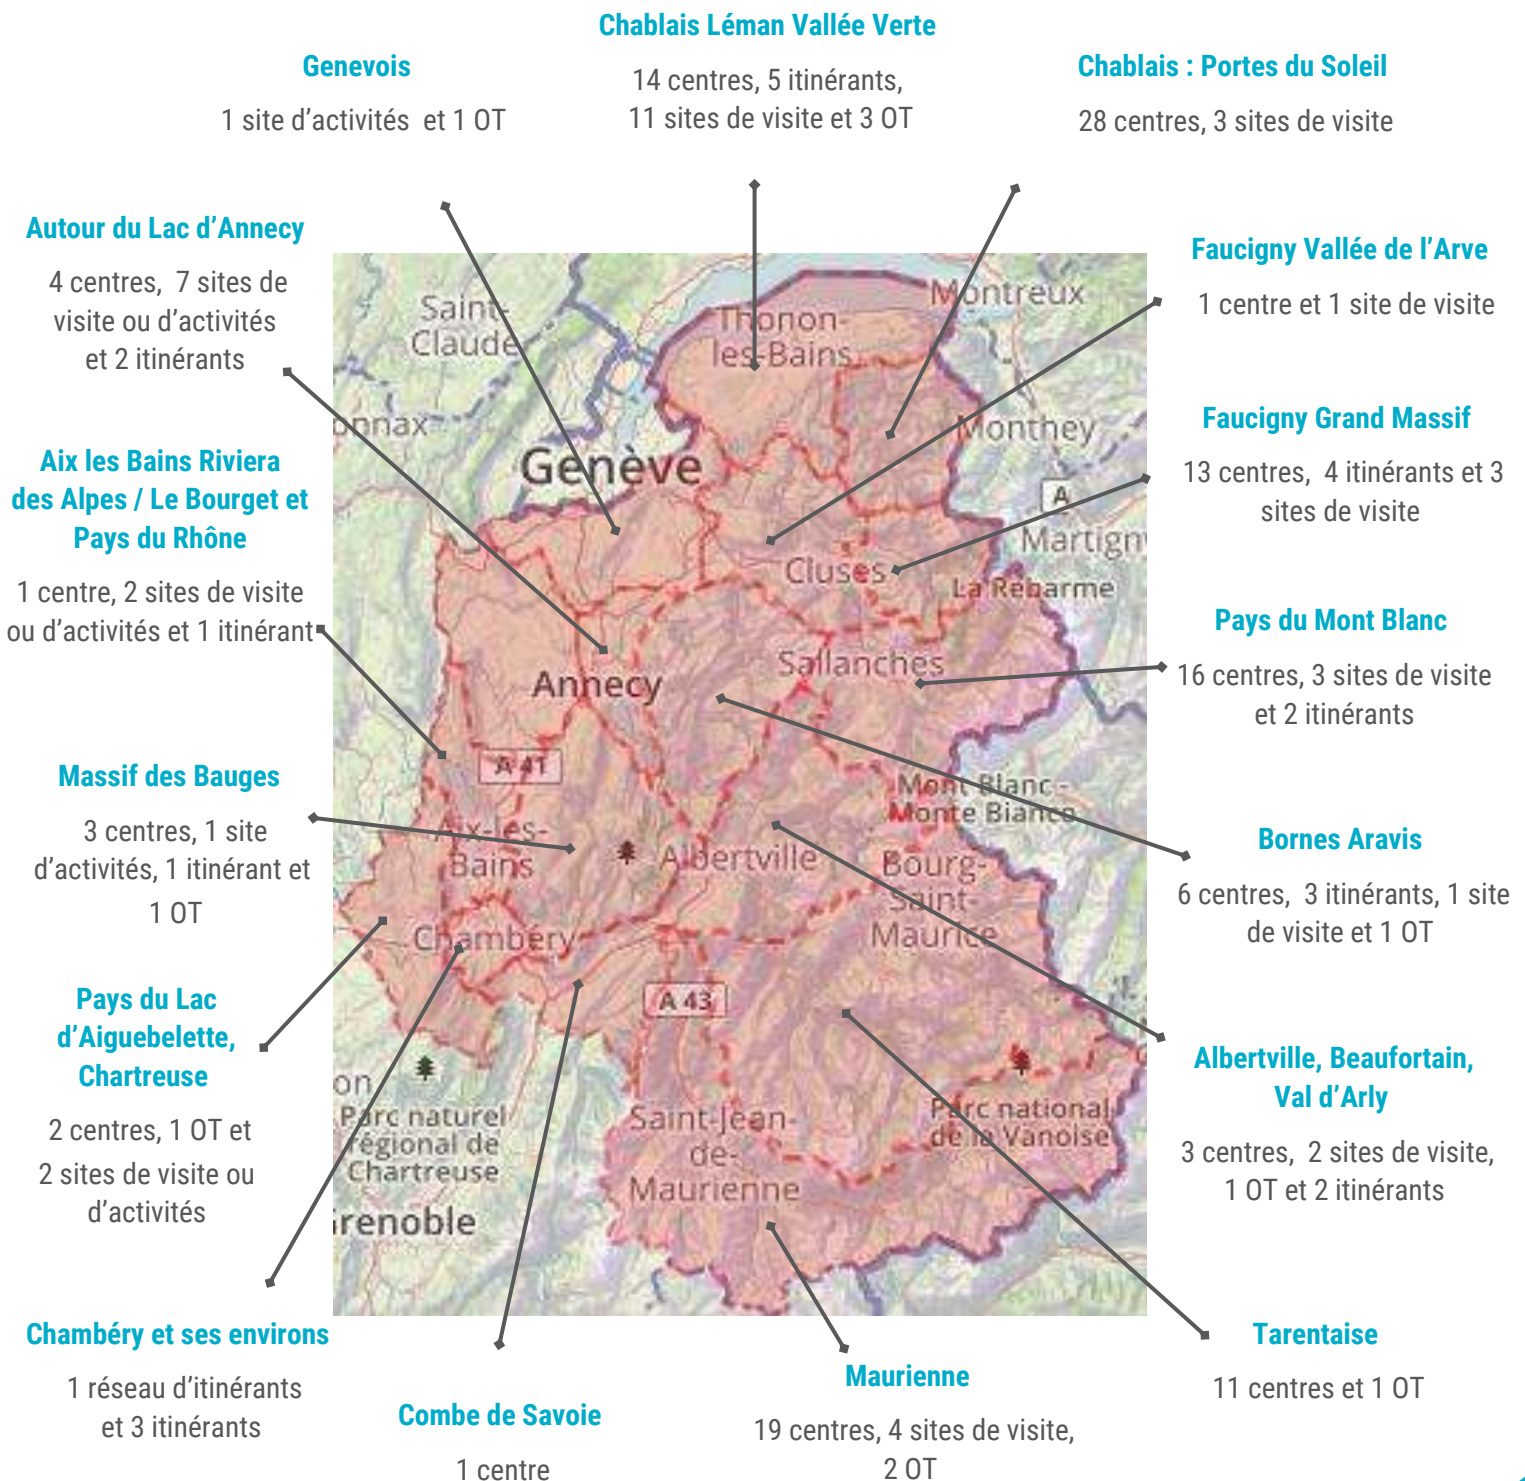 Chablais Léman Vallée Verte
14 centres, 5 itinérants,
11 sites de visite et 3 OT
Genevois
1 site d’activités et 1 OT
Chablais : Portes du Soleil
28 centres, 3 sites de visite
Autour du Lac d’Annecy
4 centres, 7 sites de
visite ou d’activités
et 2 itinérants
Faucigny Vallée de l’Arve
1 centre et 1 site de visite
Aix les Bains Riviera
des Alpes / Le Bourget et
Pays du Rhône
1 centre, 2 sites de visite
ou d’activités et 1 itinérant
Faucigny Grand Massif
13 centres, 4 itinérants et 3
sites de visite
Pays du Mont Blanc
16 centres, 3 sites de visite
et 2 itinérants
Massif des Bauges
3 centres, 1 site
d’activités, 1 itinérant et
1 OT
Bornes Aravis
6 centres, 3 itinérants, 1 site
de visite et 1 OT
Pays du Lac
d’Aiguebelette,
Chartreuse
2 centres, 1 OT et
2 sites de visite ou
d’activités
Albertville, Beaufortain,
Val d’Arly
3 centres, 2 sites de visite,
1 OT et 2 itinérants
Chambéry et ses environs
1 réseau d’itinérants
et 3 itinérants
Combe de Savoie
1 centre
Maurienne
19 centres, 4 sites de visite,
2 OT
Tarentaise
11 centres et 1 OT
Saint-
Claude
Montreux
Thonon-
les-Bains
onnax
Monthey
Genève
A
Martign
Cluses
La Rebarme
Sallanches
Annecy
A 41
Mont Blanc -
Monte Bianco
Aix-les-
Bains
Albertville
Bourg-
Saint-
Maurice
Chambéry
A 43
on
Parc naturel
régional de
Chartreuse
Saint-Jean-
de-
Maurienne
Parc national
de la Vanoise
renoble